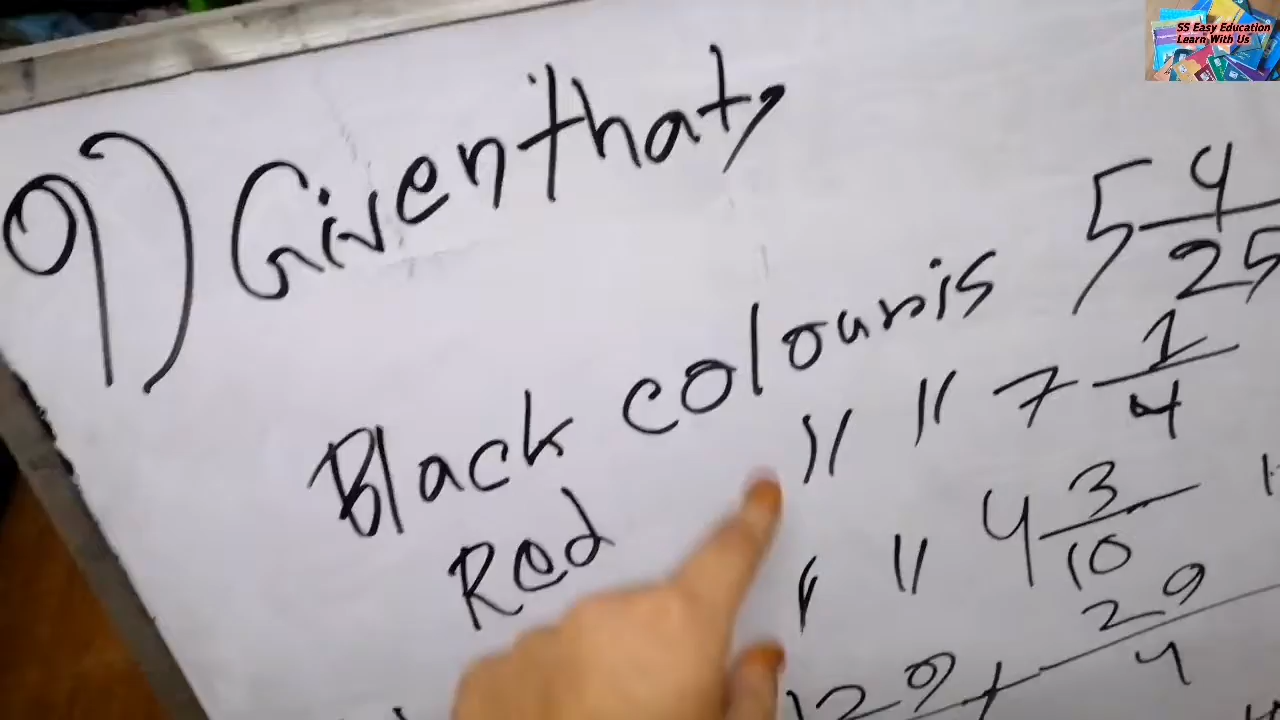 SS Easy Education
Learn With Us
9) Given that,
Black colour is 5 4/25
Red " " 7 1/4
" " 4 3/10
129 + 29/4